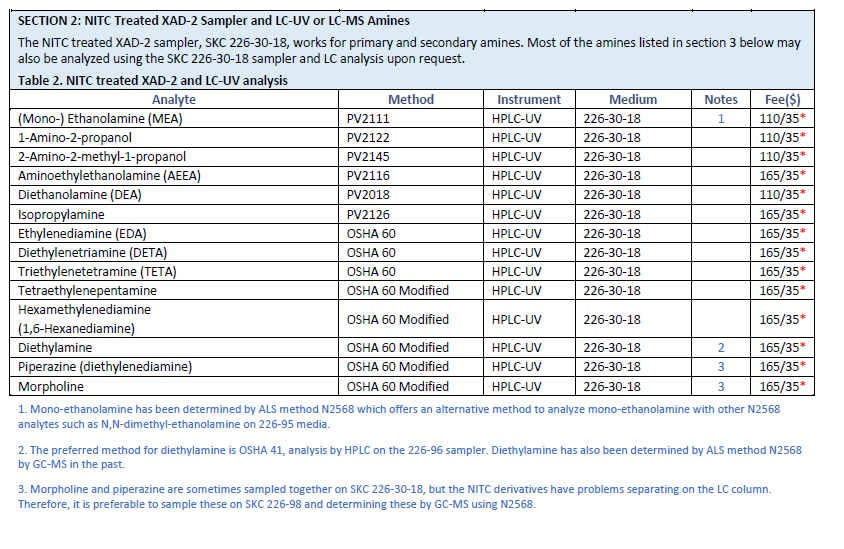 SECTION 2: NITC Treated XAD-2 Sampler and LC-UV or LC-MS Amines
The NITC treated XAD-2 sampler, SKC 226-30-18, works for primary and secondary amines. Most of the amines listed in section 3 below may
also be analyzed using the SKC 226-30-18 sampler and LC analysis upon request.
Table 2. NITC treated XAD-2 and LC-UV analysis
Analyte Method Instrument Medium Notes Fee($)
(Mono-) Ethanolamine (MEA) PV2111 HPLC-UV 226-30-18 1 110/35*
1-Amino-2-propanol PV2122 HPLC-UV 226-30-18 110/35*
2-Amino-2-methyl-1-propanol PV2145 HPLC-UV 226-30-18 110/35*
Aminoethylethanolamine (AEEA) PV2116 HPLC-UV 226-30-18 165/35*
Diethanolamine (DEA) PV2018 HPLC-UV 226-30-18 110/35*
Isopropylamine PV2126 HPLC-UV 226-30-18 165/35*
Ethylenediamine (EDA) OSHA 60 HPLC-UV 226-30-18 165/35*
Diethylenetriamine (DETA) OSHA 60 HPLC-UV 226-30-18 165/35*
Triethylenetetramine (TETA) OSHA 60 HPLC-UV 226-30-18 165/35*
Tetraethylenepentamine OSHA 60 Modified HPLC-UV 226-30-18 165/35*
Hexamethylenediamine
(1,6-Hexanediamine) OSHA 60 Modified HPLC-UV 226-30-18 165/35*
Diethylamine OSHA 60 Modified HPLC-UV 226-30-18 2 165/35*
Piperazine (diethylenediamine) OSHA 60 Modified HPLC-UV 226-30-18 3 165/35*
Morpholine OSHA 60 Modified HPLC-UV 226-30-18 3 165/35*
1. Mono-ethanolamine has been determined by ALS method N2568 which offers an alternative method to analyze mono-ethanolamine with other N2568
analytes such as N,N-dimethyl-ethanolamine on 226-95 media.
2. The preferred method for diethylamine is OSHA 41, analysis by HPLC on the 226-96 sampler. Diethylamine has also been determined by ALS method N2568
by GC-MS in the past.
3. Morpholine and piperazine are sometimes sampled together on SKC 226-30-18, but the NITC derivatives have problems separating on the LC column.
Therefore, it is preferable to sample these on SKC 226-98 and determining these by GC-MS using N2568.